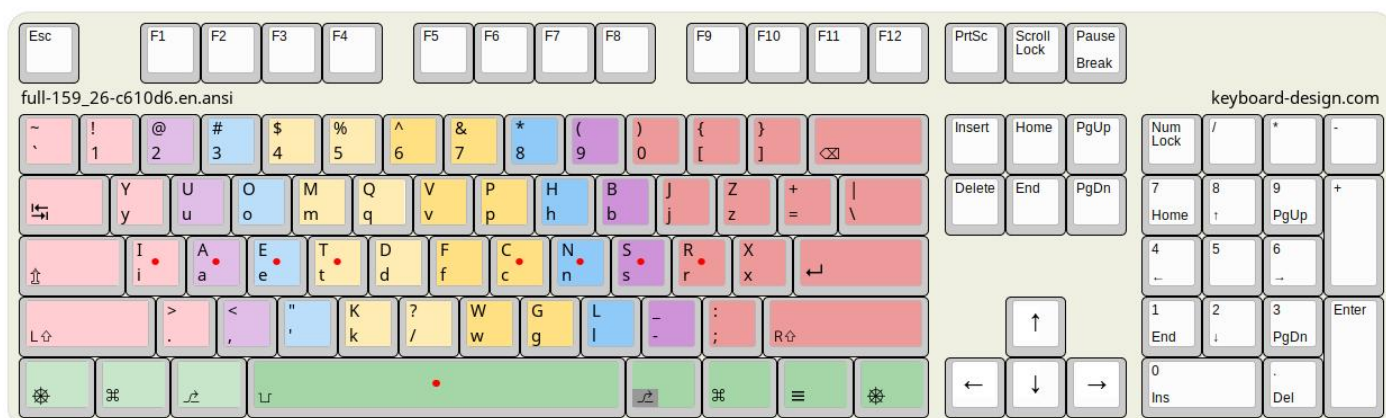 Esc F1 F2 F3 F4 F5 F6 F7 F8 F9 F10 F11 F12 PrtSc Scroll Lock Pause Break
full-159_26-c610d6.en.ansi keyboard-design.com
~ ! @ # $ % ^ & * ( ) { } Insert Home PgUp Num Lock / * -
` 1 2 3 4 5 6 7 8 9 0 [ ] ⌫
Y U O M Q V P H B J Z + | Delete End PgDn 7 8 9 +
↹ y u o m q v p h b j z = \ Home ↑ PgUp
I A E T D F C N S R X 4 5 6
⇫ i a e t d f c n s r x ↵ ← →
> < " K ? W G L _ : ↑ 1 2 3 Enter
L⇧ . , ' k / w g l - ; R⇧ End ↓ PgDn
⎈ ⌘ ⎇ ⌴ ⎇ ⌘ ≡ ⎈ ← ↓ → 0 .
Ins Del